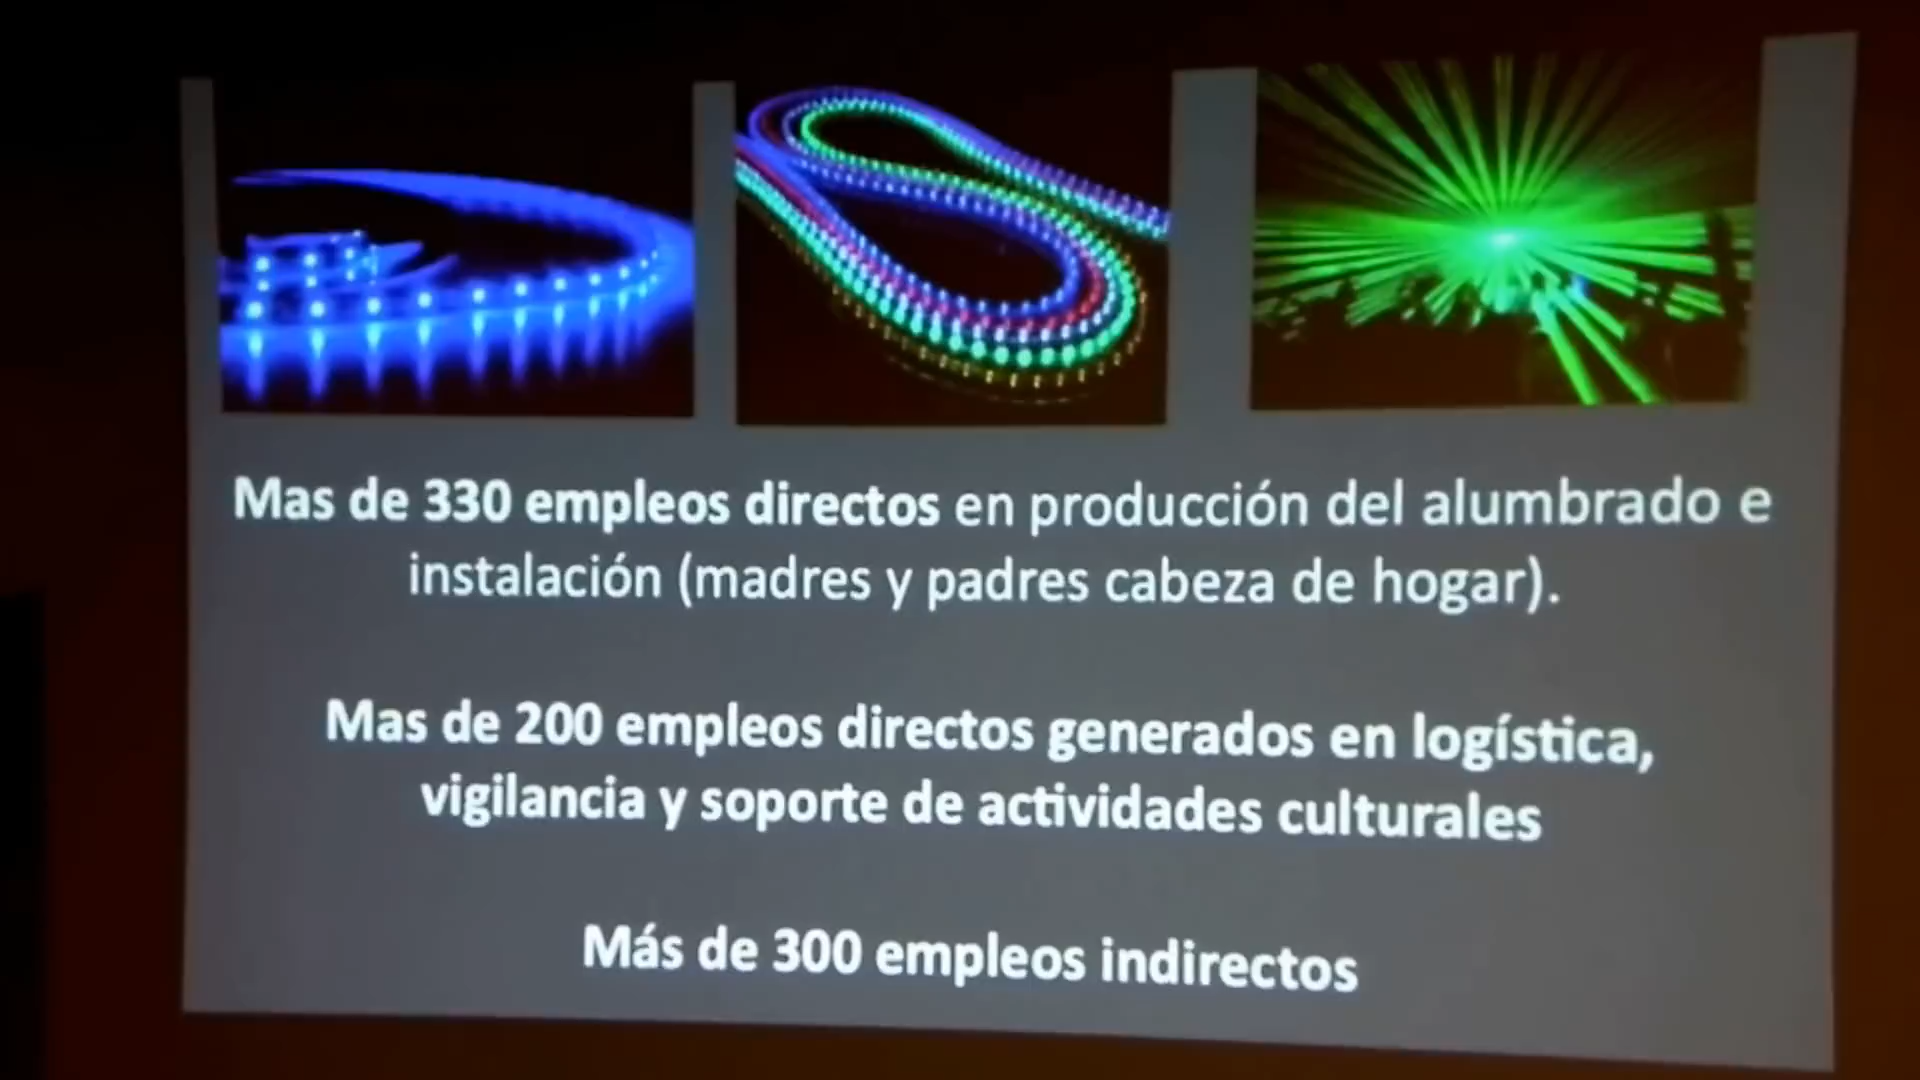 Mas de 330 empleos directos en producción del alumbrado e
instalación (madres y padres cabeza de hogar).
Mas de 200 empleos directos generados en logística,
vigilancia y soporte de actividades culturales
Más de 300 empleos indirectos